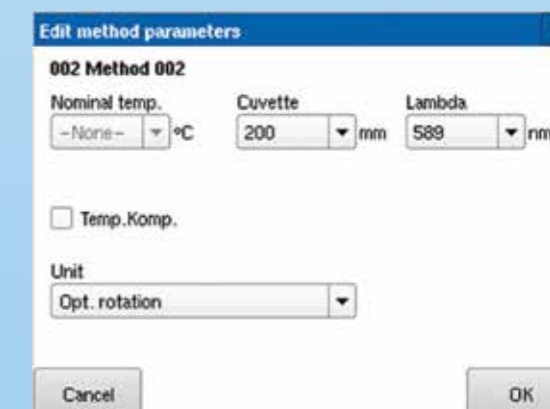 Edit method parameters
002 Method 002
Nominal temp. Cuvette Lambda
-None- °C 200 mm 589 nm
Temp.Komp.
Unit
Opt. rotation
Cancel OK